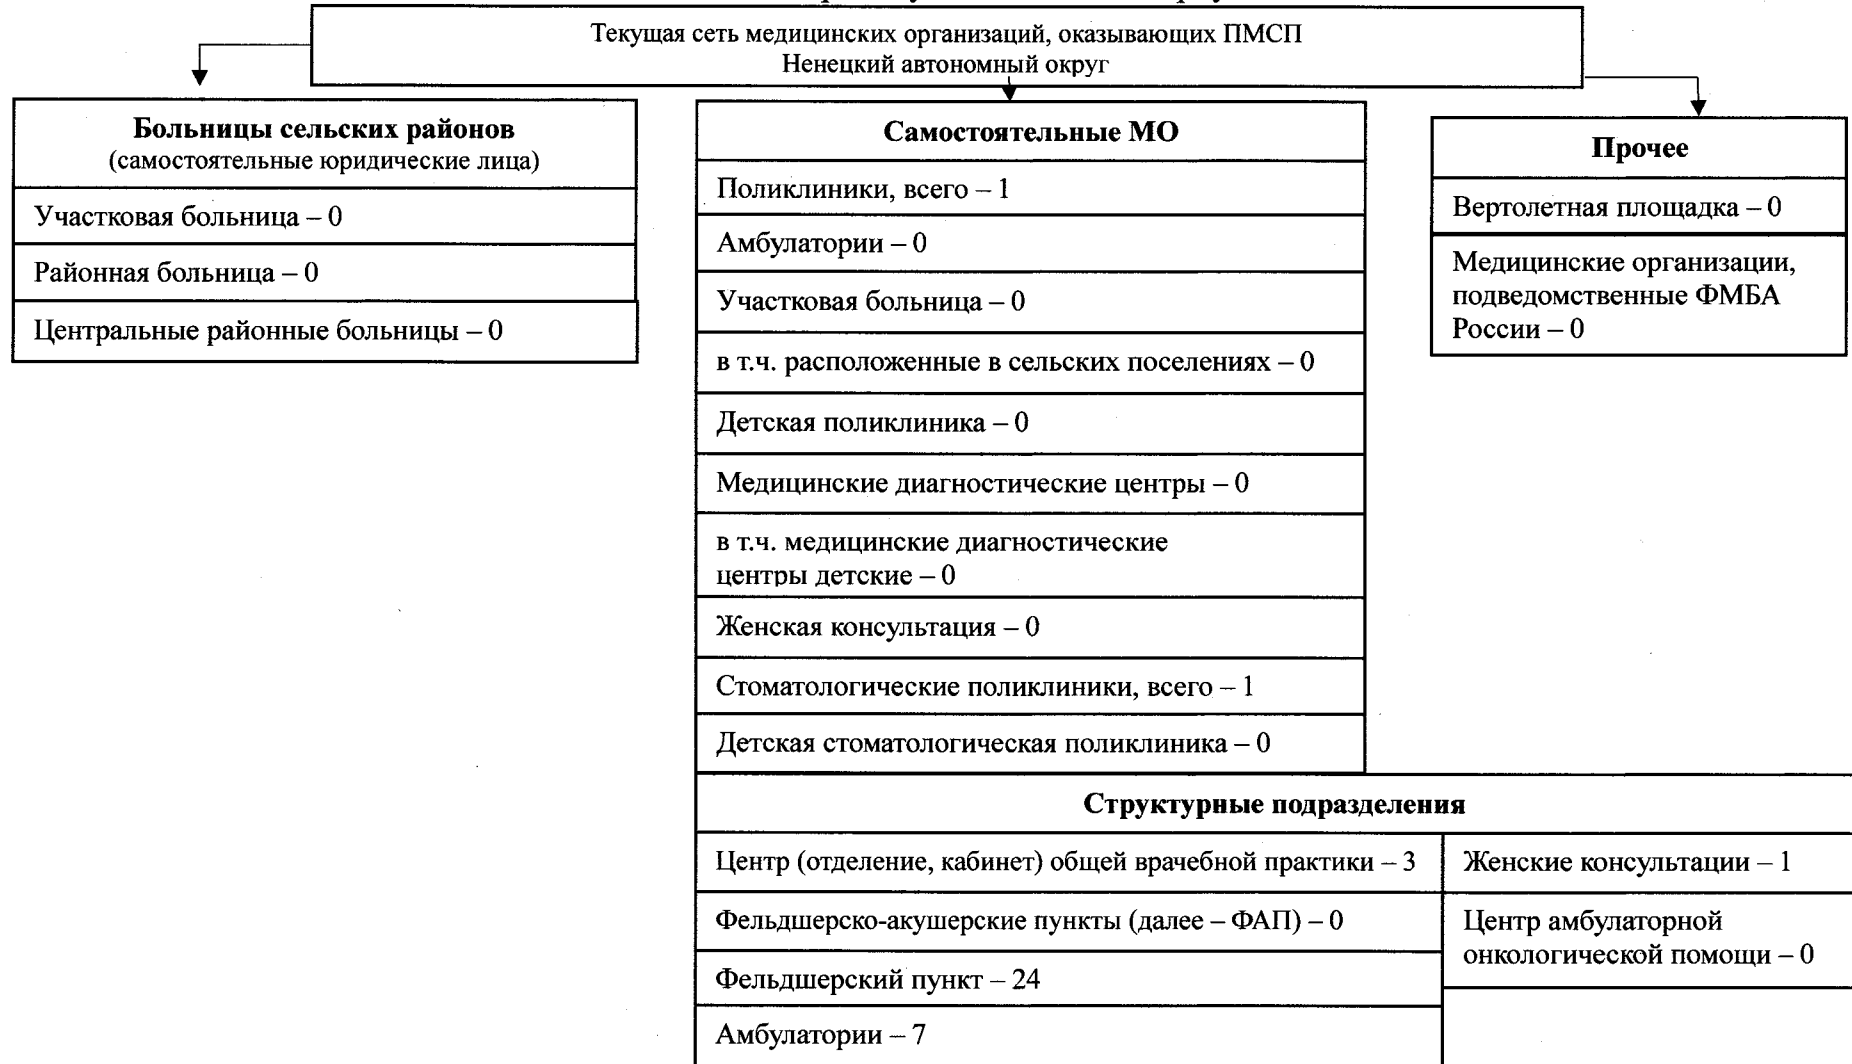 Текущая сеть медицинских организаций, оказывающих ПМСП
Ненецкий автономный округ
Больницы сельских районов
(самостоятельные юридические лица)
Участковая больница – 0
Районная больница – 0
Центральные районные больницы – 0
Самостоятельные МО
Поликлиники, всего – 1
Амбулатории – 0
Участковая больница – 0
в т.ч. расположенные в сельских поселениях – 0
Детская поликлиника – 0
Медицинские диагностические центры – 0
в т.ч. медицинские диагностические
центры детские – 0
Женская консультация – 0
Стоматологические поликлиники, всего – 1
Детская стоматологическая поликлиника – 0
Прочее
Вертолетная площадка – 0
Медицинские организации,
подведомственные ФМБА
России – 0
Структурные подразделения
Центр (отделение, кабинет) общей врачебной практики – 3
Фельдшерско-акушерские пункты (далее – ФАП) – 0
Фельдшерский пункт – 24
Амбулатории – 7
Женские консультации – 1
Центр амбулаторной
онкологической помощи – 0